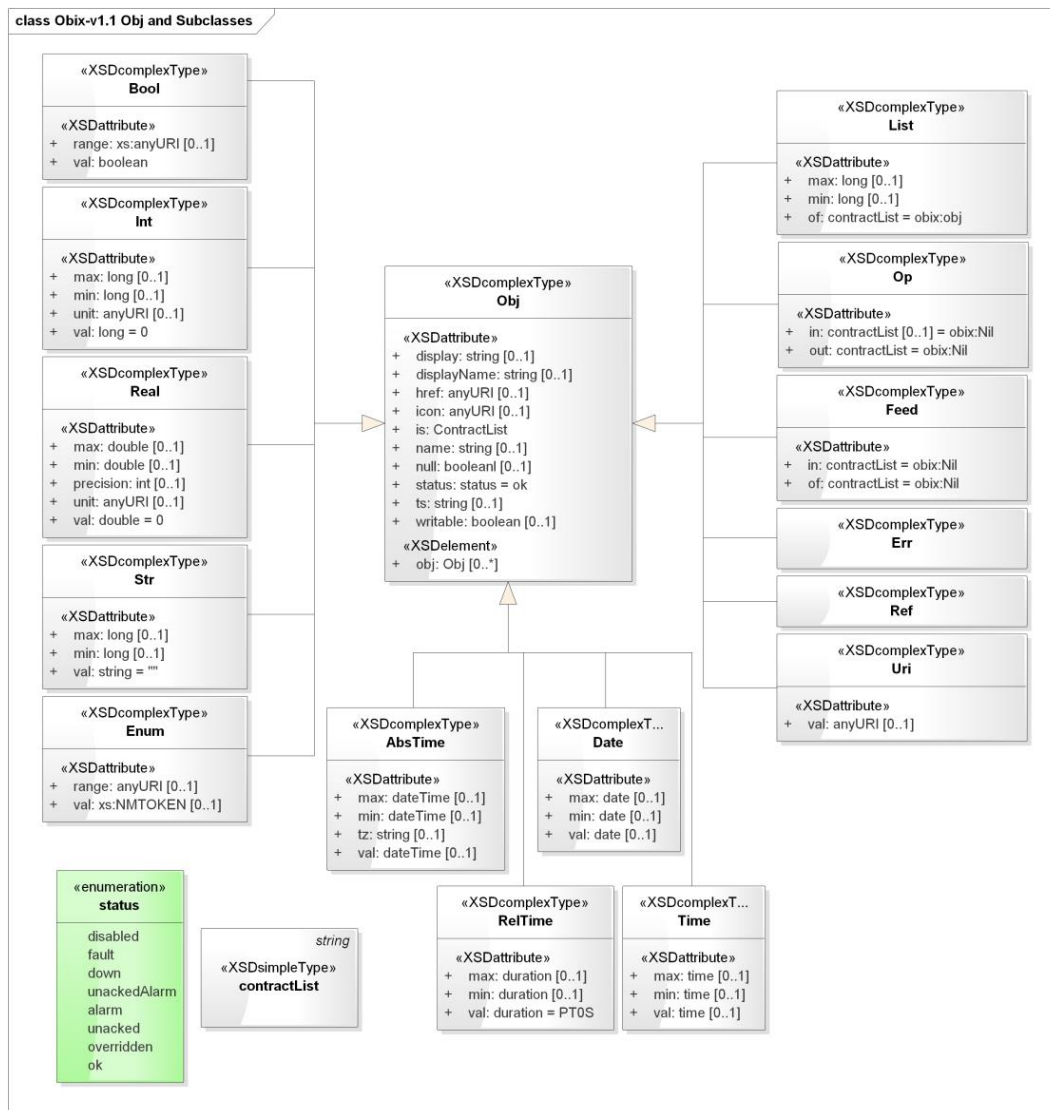 class Obix-v1.1 Obj and Subclasses
«XSDcomplexType»
Bool
«XSDattribute»
+ range: xs:anyURI [0..1]
+ val: boolean
«XSDcomplexType»
Int
«XSDattribute»
+ max: long [0..1]
+ min: long [0..1]
+ unit: anyURI [0..1]
+ val: long = 0
«XSDcomplexType»
Real
«XSDattribute»
+ max: double [0..1]
+ min: double [0..1]
+ precision: int [0..1]
+ unit: anyURI [0..1]
+ val: double = 0
«XSDcomplexType»
Str
«XSDattribute»
+ max: long [0..1]
+ min: long [0..1]
+ val: string = ""
«XSDcomplexType»
Enum
«XSDattribute»
+ range: anyURI [0..1]
+ val: xs:NMTOKEN [0..1]
«XSDcomplexType»
Obj
«XSDattribute»
+ display: string [0..1]
+ displayName: string [0..1]
+ href: anyURI [0..1]
+ icon: anyURI [0..1]
+ is: ContractList
+ name: string [0..1]
+ null: booleanl [0..1]
+ status: status = ok
+ ts: string [0..1]
+ writable: boolean [0..1]
«XSDelement»
+ obj: Obj [0..*]
«XSDcomplexType»
List
«XSDattribute»
+ max: long [0..1]
+ min: long [0..1]
+ of: contractList = obix:obj
«XSDcomplexType»
Op
«XSDattribute»
+ in: contractList [0..1] = obix:Nil
+ out: contractList = obix:Nil
«XSDcomplexType»
Feed
«XSDattribute»
+ in: contractList = obix:Nil
+ of: contractList = obix:Nil
«XSDcomplexType»
Err
«XSDcomplexType»
Ref
«XSDcomplexType»
Uri
«XSDattribute»
+ val: anyURI [0..1]
«XSDcomplexType»
AbsTime
«XSDattribute»
+ max: dateTime [0..1]
+ min: dateTime [0..1]
+ tz: string [0..1]
+ val: dateTime [0..1]
«XSDcomplexT...
Date
«XSDattribute»
+ max: date [0..1]
+ min: date [0..1]
+ val: date [0..1]
«XSDcomplexType»
RelTime
«XSDattribute»
+ max: duration [0..1]
+ min: duration [0..1]
+ val: duration = PT0S
«XSDcomplexT...
Time
«XSDattribute»
+ max: time [0..1]
+ min: time [0..1]
+ val: time [0..1]
«enumeration»
status
disabled
fault
down
unackedAlarm
alarm
unacked
overridden
ok
string
«XSDsimpleType»
contractList